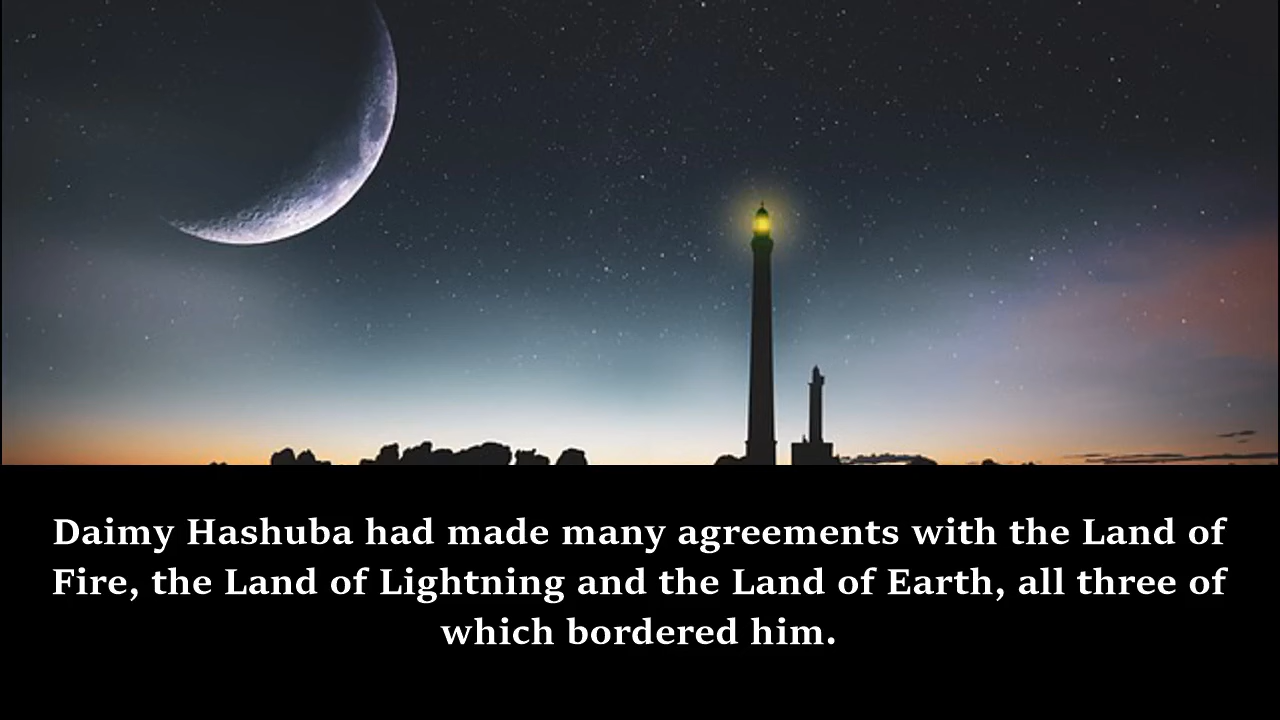 Daimy Hashuba had made many agreements with the Land of
Fire, the Land of Lightning and the Land of Earth, all three of
which bordered him.